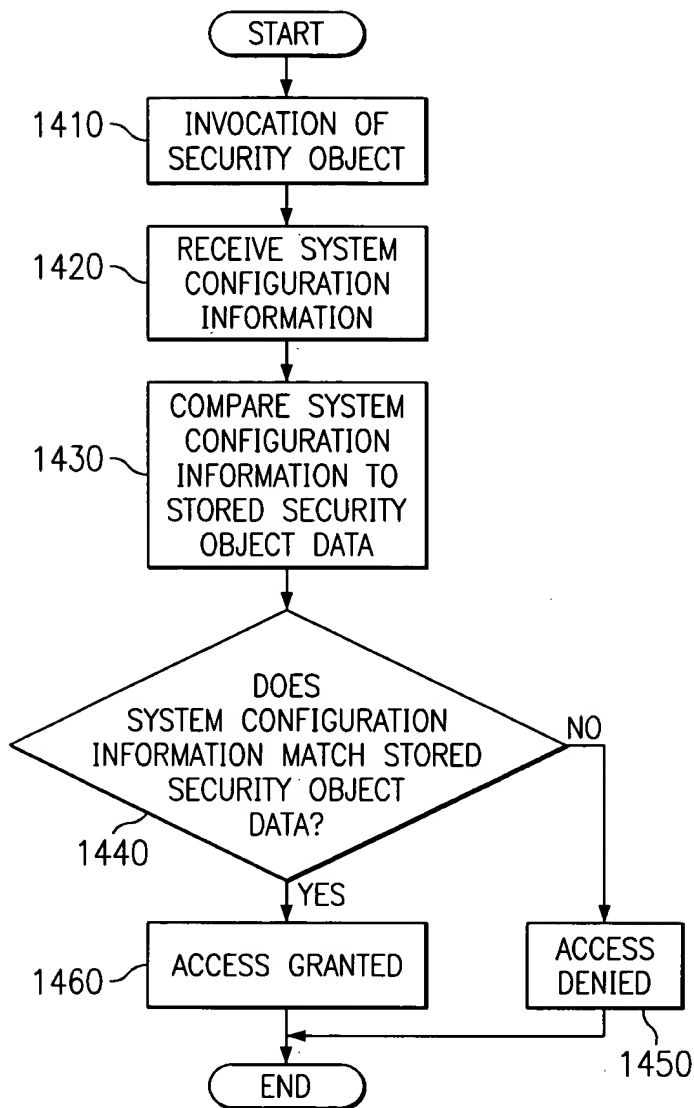 START
1410
INVOCATION OF
SECURITY OBJECT
1420
RECEIVE SYSTEM
CONFIGURATION
INFORMATION
1430
COMPARE SYSTEM
CONFIGURATION
INFORMATION TO
STORED SECURITY
OBJECT DATA
DOES
SYSTEM CONFIGURATION
INFORMATION MATCH STORED
SECURITY OBJECT
DATA?
1440
NO
YES
1460
ACCESS GRANTED
ACCESS
DENIED
1450
END